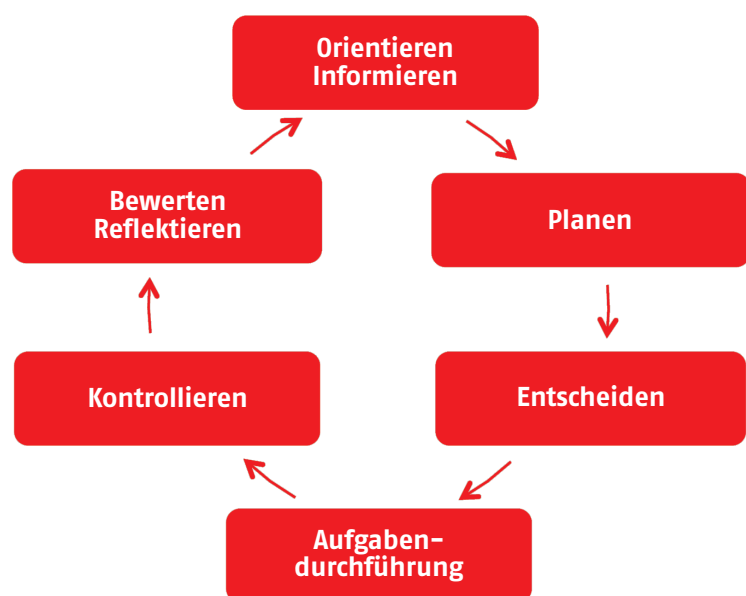 Orientieren
Informieren
Planen
Entscheiden
Aufgaben-
durchführung
Kontrollieren
Bewerten
Reflektieren